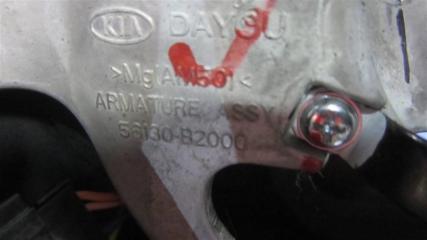 KIA DAYSU
>Mg(AM50)<
ARMATURE ASSY
56130-B2000